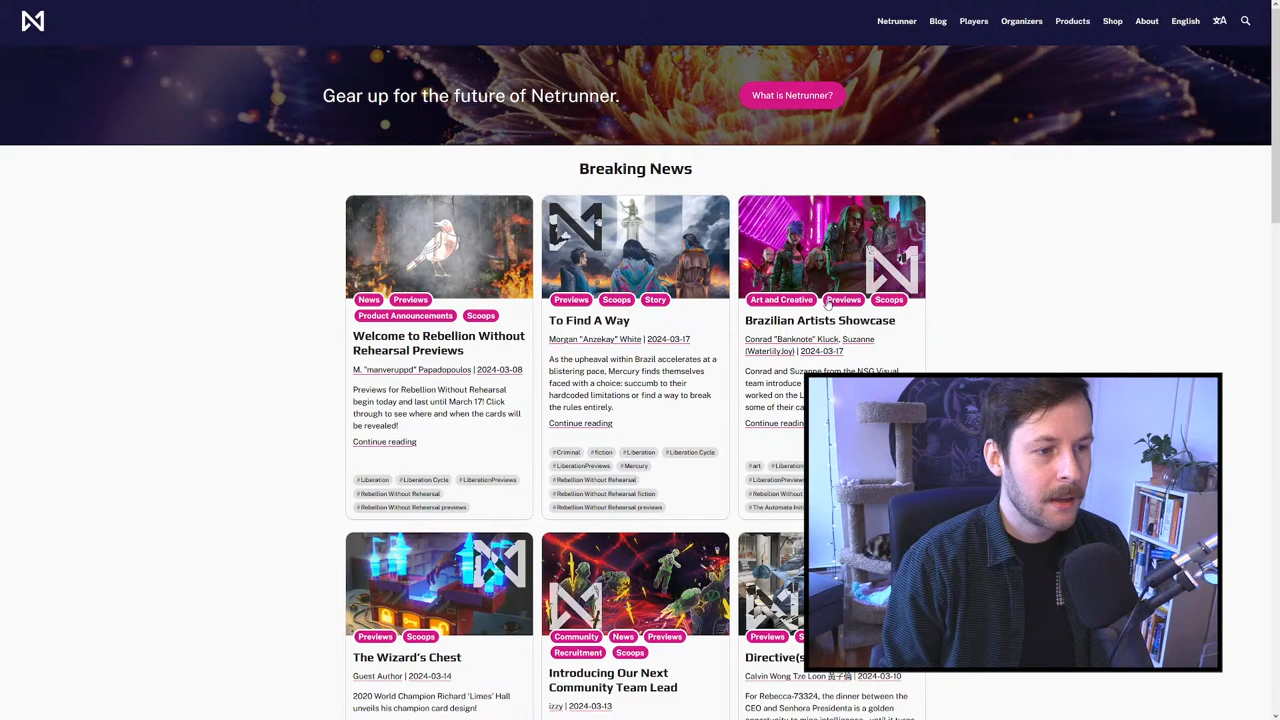 Netrunner Blog Players Organizers Products Shop About English
Gear up for the future of Netrunner.
What is Netrunner?
Breaking News
News Previews
Product Announcements Scoops
Welcome to Rebellion Without
Rehearsal Previews
M. "manveruppd" Papadopoulos | 2024-03-08
Previews for Rebellion Without Rehearsal
begin today and last until March 17! Click
through to see where and when the cards will
be revealed!
Continue reading
#Liberation #Liberation Cycle #LiberationPreviews
#Rebellion Without Rehearsal
#Rebellion Without Rehearsal previews
Previews Scoops Story
To Find A Way
Morgan "Anzekay" White | 2024-03-17
As the upheaval within Brazil accelerates at a
blistering pace, Mercury finds themselves
faced with a choice: succumb to their
hardcoded limitations or find a way to break
the rules entirely.
Continue reading
#Criminal #fiction #Liberation #Liberation Cycle
#LiberationPreviews #Mercury
#Rebellion Without Rehearsal
#Rebellion Without Rehearsal fiction
#Rebellion Without Rehearsal previews
Art and Creative Previews Scoops
Brazilian Artists Showcase
Conrad "Banknote" Kluck, Suzanne
(WaterlilyJoy) | 2024-03-17
Conrad and Suzanne from the NSG Visual
team introduce
worked on the
some of their
Continue reading
#art
#Rebellion Without
#The Automata
Previews Scoops
The Wizard's Chest
Guest Author | 2024-03-14
2020 World Champion Richard 'Limes' Hall
unveils his champion card design!
Community News Previews
Recruitment Scoops
Introducing Our Next
Community Team Lead
izzy | 2024-03-13
Previews
Calvin Wong Tze Loon 黃子倫 | 2024-03-10
For Rebecca-73324, the dinner between the
CEO and Senhora Presidenta is a golden